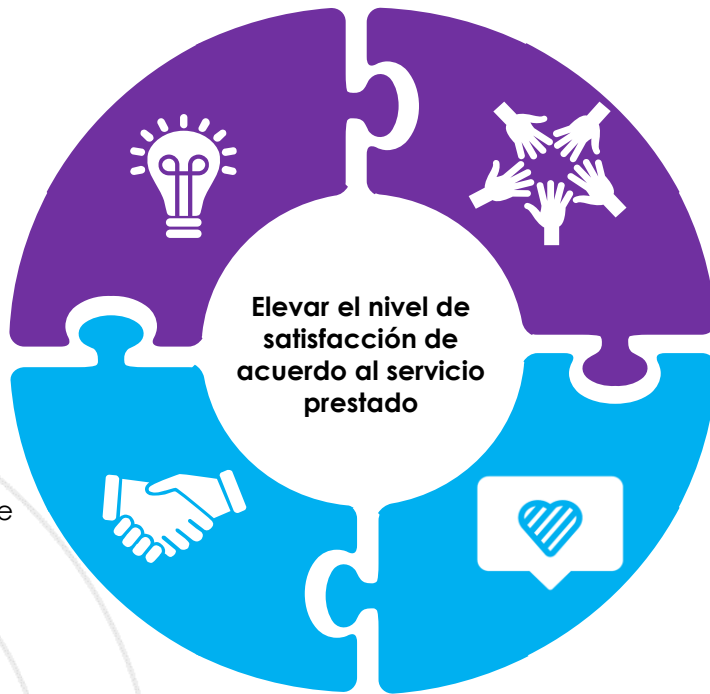 Elevar el nivel de
satisfacción de
acuerdo al servicio
prestado
e